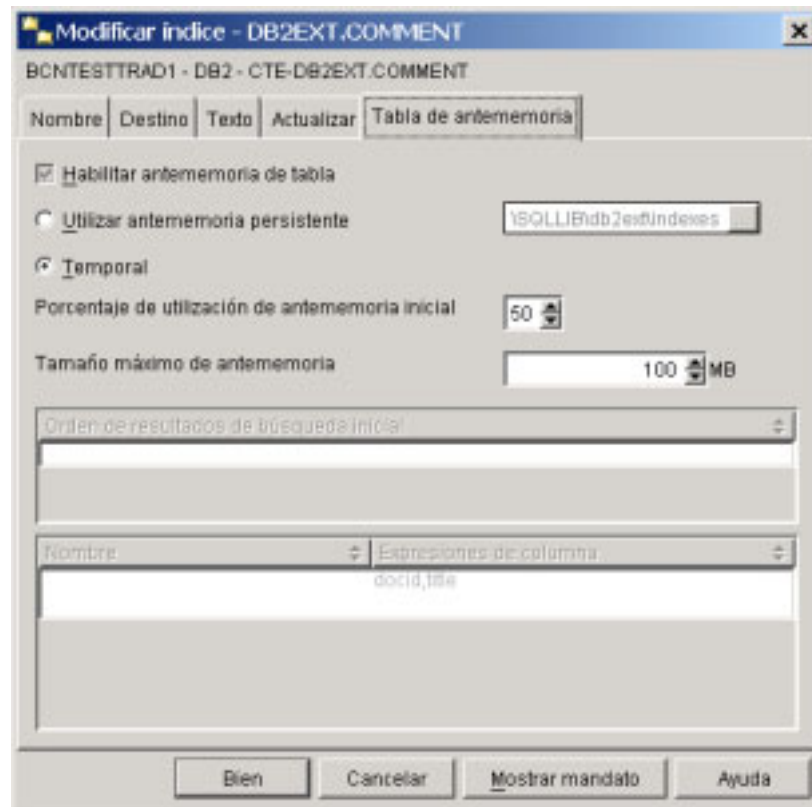 Modificar índice - DB2EXT.COMMENT
BCNTESTTRAD1 - DB2 - CTE-DB2EXT.COMMENT
Nombre Destino Texto Actualizar Tabla de antememoria
Habilitar antememoria de tabla
Utilizar antememoria persistente \SQLLIB\db2ext\indexes
Temporal
Porcentaje de utilización de antememoria inicial 50
Tamaño máximo de antememoria 100 MB
Orden de resultados de búsqueda inicial
Nombre Expresiones de columna
docid,title
Bien Cancelar Mostrar mandato Ayuda